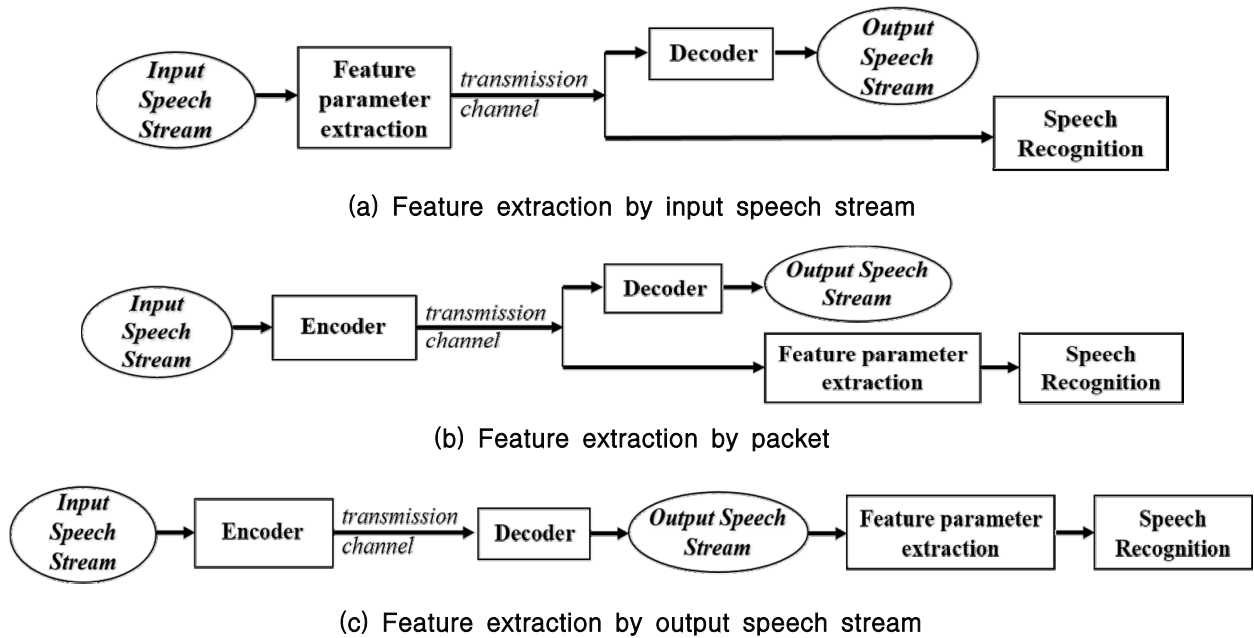 Input
Speech
Stream
Feature
parameter
extraction
transmission
channel
Decoder
Output
Speech
Stream
Speech
Recognition
(a) Feature extraction by input speech stream
Input
Speech
Stream
Encoder
transmission
channel
Decoder
Output Speech
Stream
Feature parameter
extraction
Speech
Recognition
(b) Feature extraction by packet
Input
Speech
Stream
Encoder
transmission
channel
Decoder
Output Speech
Stream
Feature parameter
extraction
Speech
Recognition
(c) Feature extraction by output speech stream